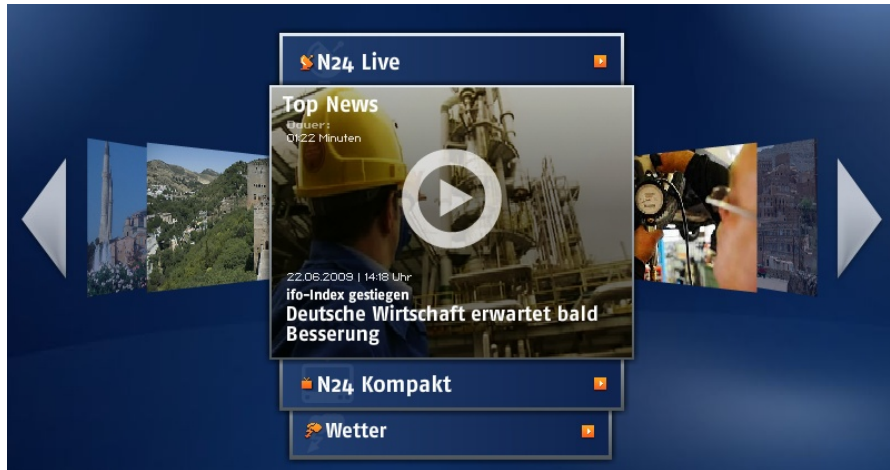 N24 Live
Top News
Dauer:
01:22 Minuten
22.06.2009 | 14:18 Uhr
ifo-Index gestiegen
Deutsche Wirtschaft erwartet bald
Besserung
N24 Kompakt
Wetter